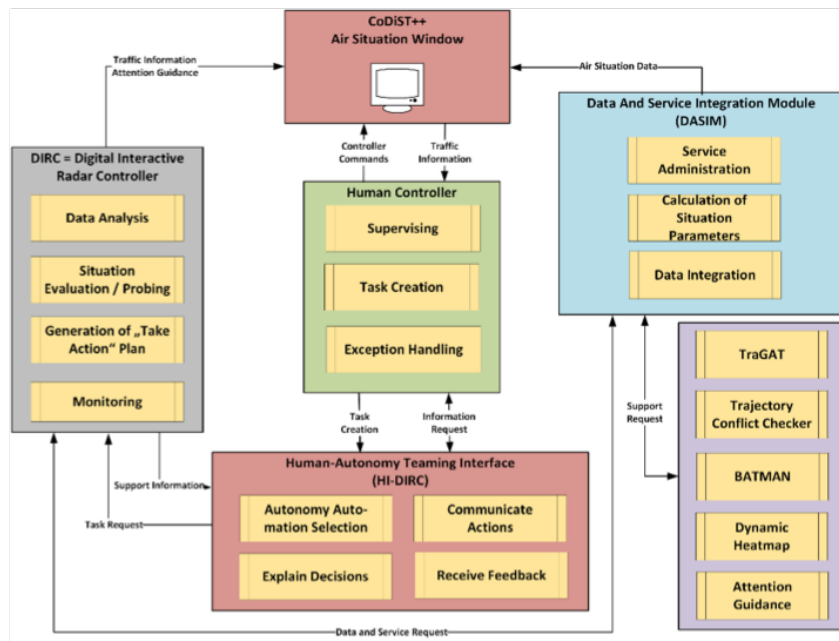 CoDiST++
Air Situation Window
Traffic Information
Attention Guidance
Air Situation Data
Controller
Commands
Traffic
Information
DIRC = Digital Interactive
Radar Controller
Data Analysis
Situation
Evaluation / Probing
Generation of „Take
Action“ Plan
Monitoring
Human Controller
Supervising
Task Creation
Exception Handling
Data And Service Integration Module
(DASIM)
Service
Administration
Calculation of
Situation
Parameters
Data Integration
Task
Creation
Information
Request
Support
Request
TraGAT
Trajectory
Conflict Checker
BATMAN
Dynamic
Heatmap
Attention
Guidance
Support Information
Task Request
Human-Autonomy Teaming Interface
(HI-DIRC)
Autonomy Auto-
mation Selection
Communicate
Actions
Explain Decisions
Receive Feedback
Data and Service Request